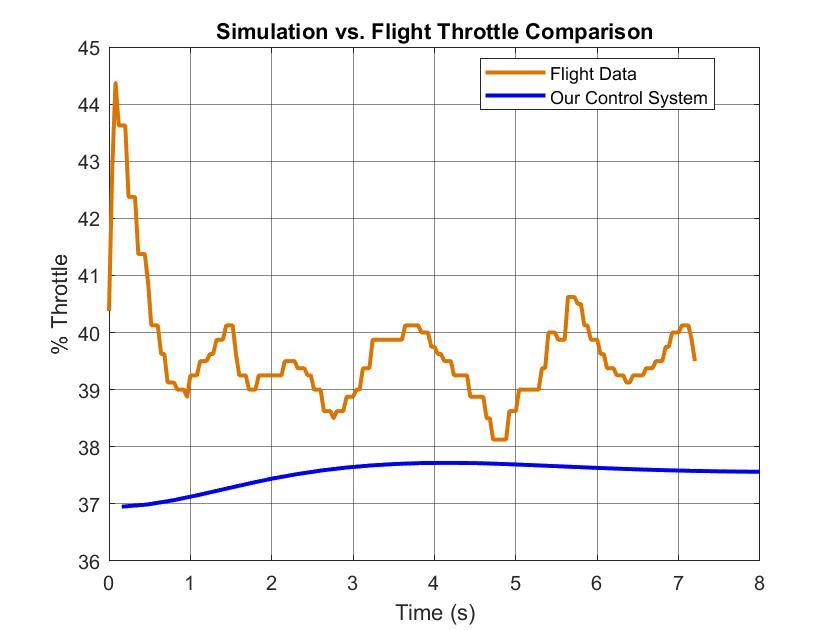 Simulation vs. Flight Throttle Comparison
Flight Data
Our Control System
45
44
43
42
41
40
39
38
37
36
% Throttle
0 1 2 3 4 5 6 7 8
Time (s)